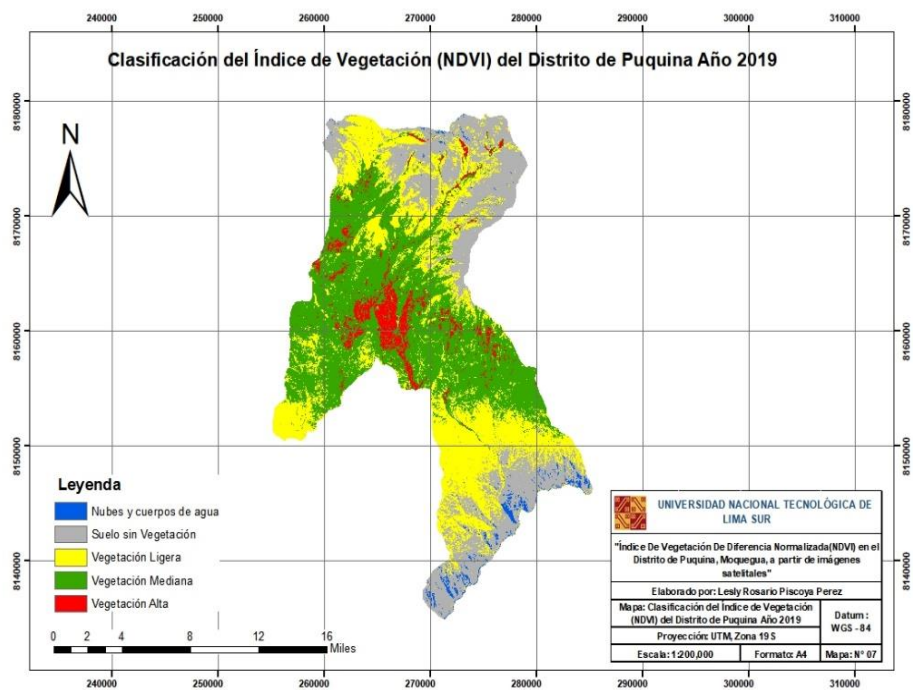 240000 250000 260000 270000 280000 290000 300000 310000
Clasificación del Índice de Vegetación (NDVI) del Distrito de Puquina Año 2019
N
8180000 8180000
8170000 8170000
8160000 8160000
8150000 8150000
8140000 8140000
Leyenda
Nubes y cuerpos de agua
Suelo sin Vegetación
Vegetación Ligera
Vegetación Mediana
Vegetación Alta
0 2 4 8 12 16
Miles
UNIVERSIDAD NACIONAL TECNOLÓGICA DE
LIMA SUR
"Índice De Vegetación De Diferencia Normalizada(NDVI) en el
Distrito de Puquina, Moquegua, a partir de imágenes
satelitales"
Elaborado por: Lesly Rosario Piscoya Perez
Mapa: Clasificación del Índice de Vegetación
(NDVI) del Distrito de Puquina Año 2019
Datum :
WGS - 84
Proyección: UTM, Zona 19 S
Escala: 1:200,000 Formato: A4 Mapa: N° 07
240000 250000 260000 270000 280000 290000 300000 310000